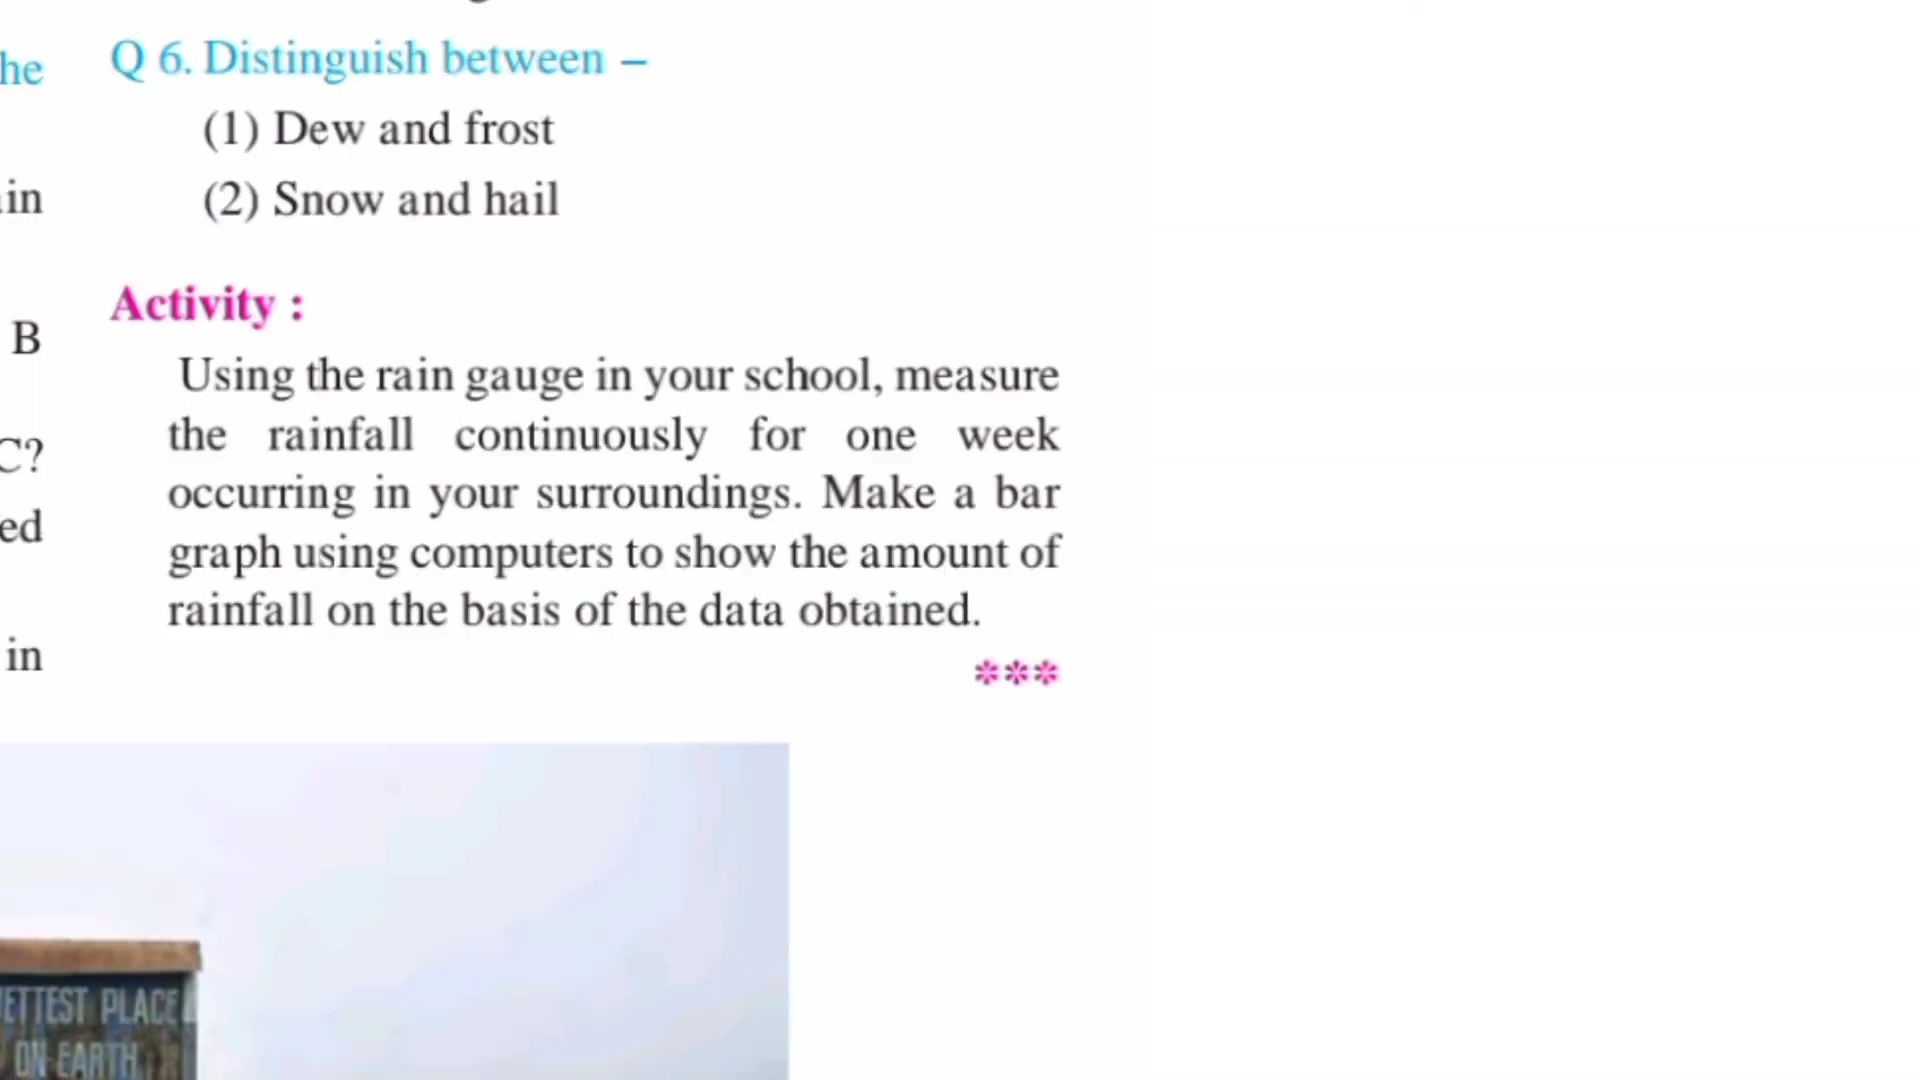 he
in
B
C?
ed
in
Q 6. Distinguish between –
(1) Dew and frost
(2) Snow and hail
Activity :
Using the rain gauge in your school, measure
the rainfall continuously for one week
occurring in your surroundings. Make a bar
graph using computers to show the amount of
rainfall on the basis of the data obtained.
***
ETTEST PLACE
ON EARTH